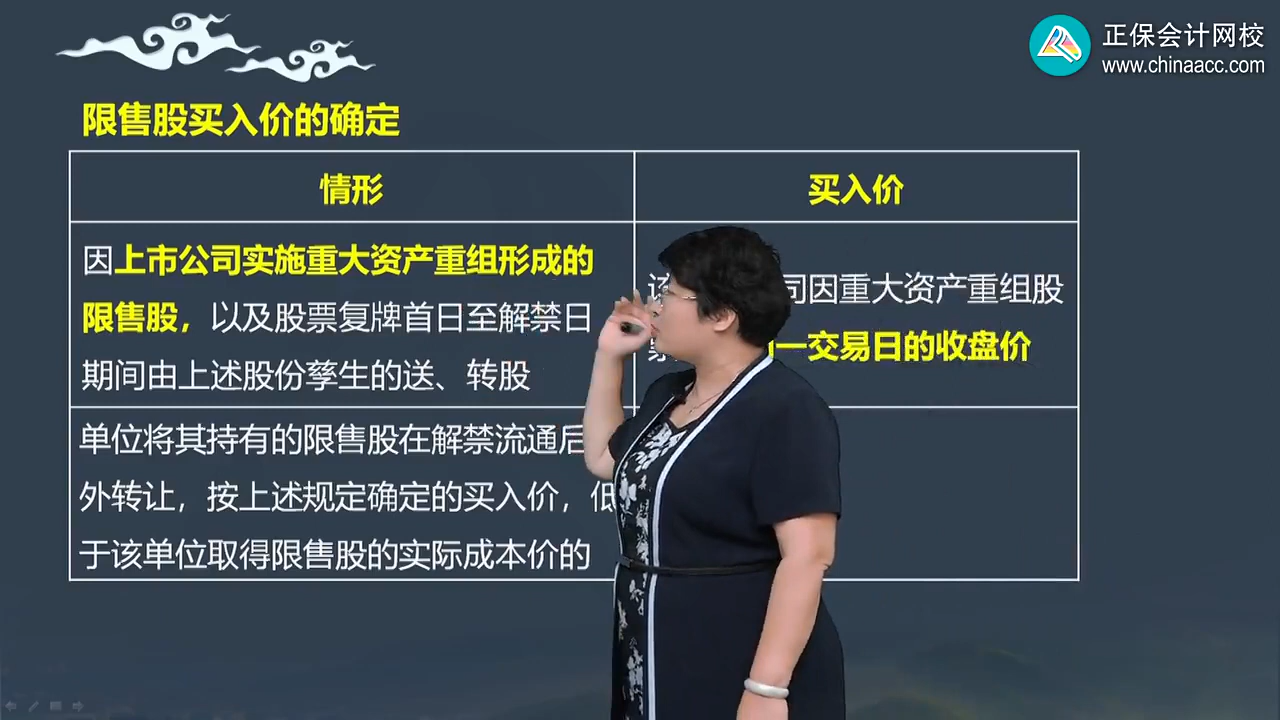 正保会计网校
www.chinaacc.com
限售股买入价的确定
情形
买入价
因上市公司实施重大资产重组形成的
限售股，以及股票复牌首日至解禁日
期间由上述股份孳生的送、转股
司因重大资产重组股
一交易日的收盘价
单位将其持有的限售股在解禁流通后
外转让，按上述规定确定的买入价，低
于该单位取得限售股的实际成本价的